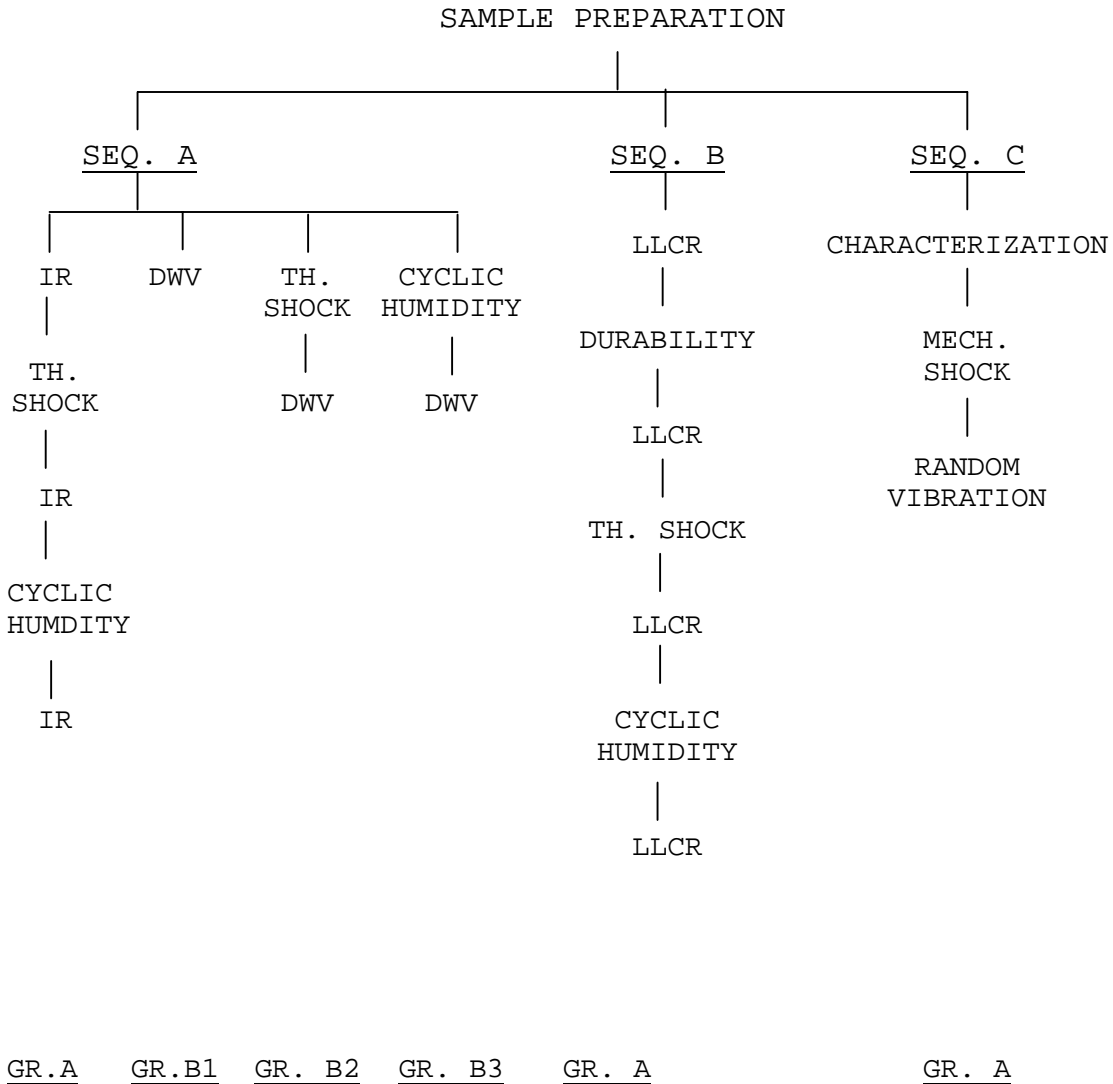 SAMPLE PREPARATION
SEQ. A
SEQ. B
SEQ. C
IR
TH.
SHOCK
IR
CYCLIC
HUMDITY
IR
DWV
TH.
SHOCK
DWV
CYCLIC
HUMIDITY
DWV
LLCR
DURABILITY
LLCR
TH. SHOCK
LLCR
CYCLIC
HUMIDITY
LLCR
CHARACTERIZATION
MECH.
SHOCK
RANDOM
VIBRATION
GR.A
GR.B1
GR. B2
GR. B3
GR. A
GR. A